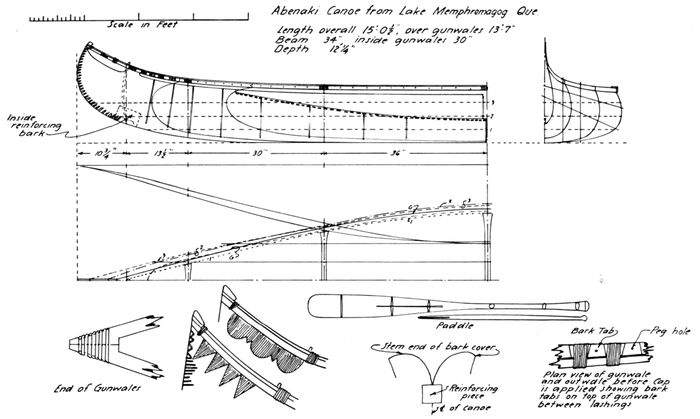 Scale in Feet
Abenaki Canoe from Lake Memphremagog Que.
Length overall 15'0½", over gunwales 13'7"
Beam 34" inside gunwales 30"
Depth 12¼"
Inside
reinforcing
bark
3
2
1
10¾" 13½" 30" 36"
Paddle
Bark Tab Peg hole
Stem end of bark cover
Reinforcing
piece
℄ of canoe
End of Gunwales
Plan view of gunwale
and outwale before cap
is applied showing bark
tabs on top of gunwale
between lashings